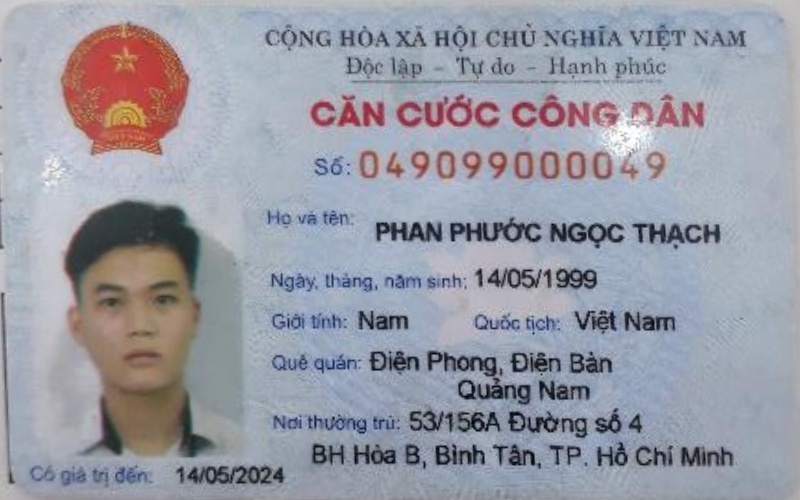 CỘNG HÒA XÃ HỘI CHỦ NGHĨA VIỆT NAM
Độc lập - Tự do - Hạnh phúc
CĂN CƯỚC CÔNG DÂN
Số: 049099000049
Họ và tên: PHAN PHƯỚC NGỌC THẠCH
Ngày, tháng, năm sinh: 14/05/1999
Giới tính: Nam Quốc tịch: Việt Nam
Quê quán: Điện Phong, Điện Bàn
Quảng Nam
Nơi thường trú: 53/156A Đường số 4
BH Hòa B, Bình Tân, TP. Hồ Chí Minh
Có giá trị đến: 14/05/2024